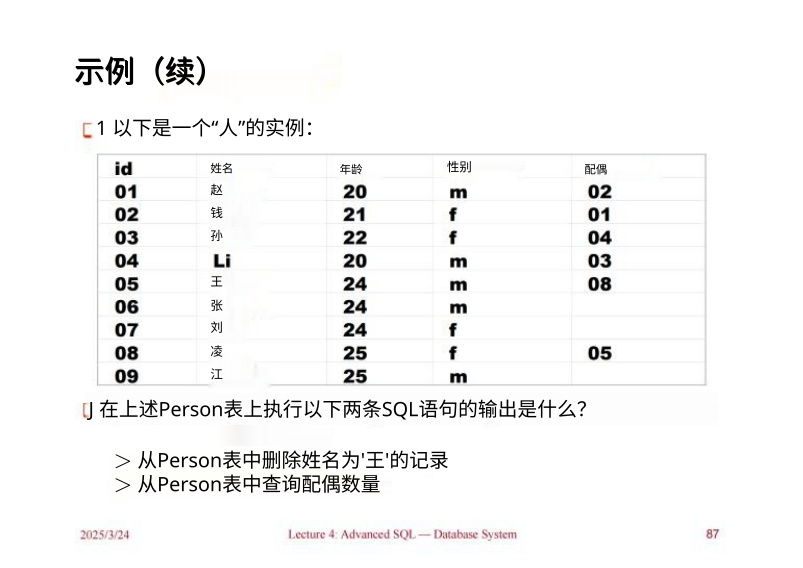 示例（续）
1 以下是一个“人”的实例：
id 姓名 年龄 性别 配偶
01 赵 20 m 02
02 钱 21 f 01
03 孙 22 f 04
04 Li 20 m 03
05 王 24 m 08
06 张 24 m
07 刘 24 f
08 凌 25 f 05
09 江 25 m
J 在上述Person表上执行以下两条SQL语句的输出是什么？
＞ 从Person表中删除姓名为'王'的记录
＞ 从Person表中查询配偶数量
2025/3/24 Lecture 4: Advanced SQL — Database System 87